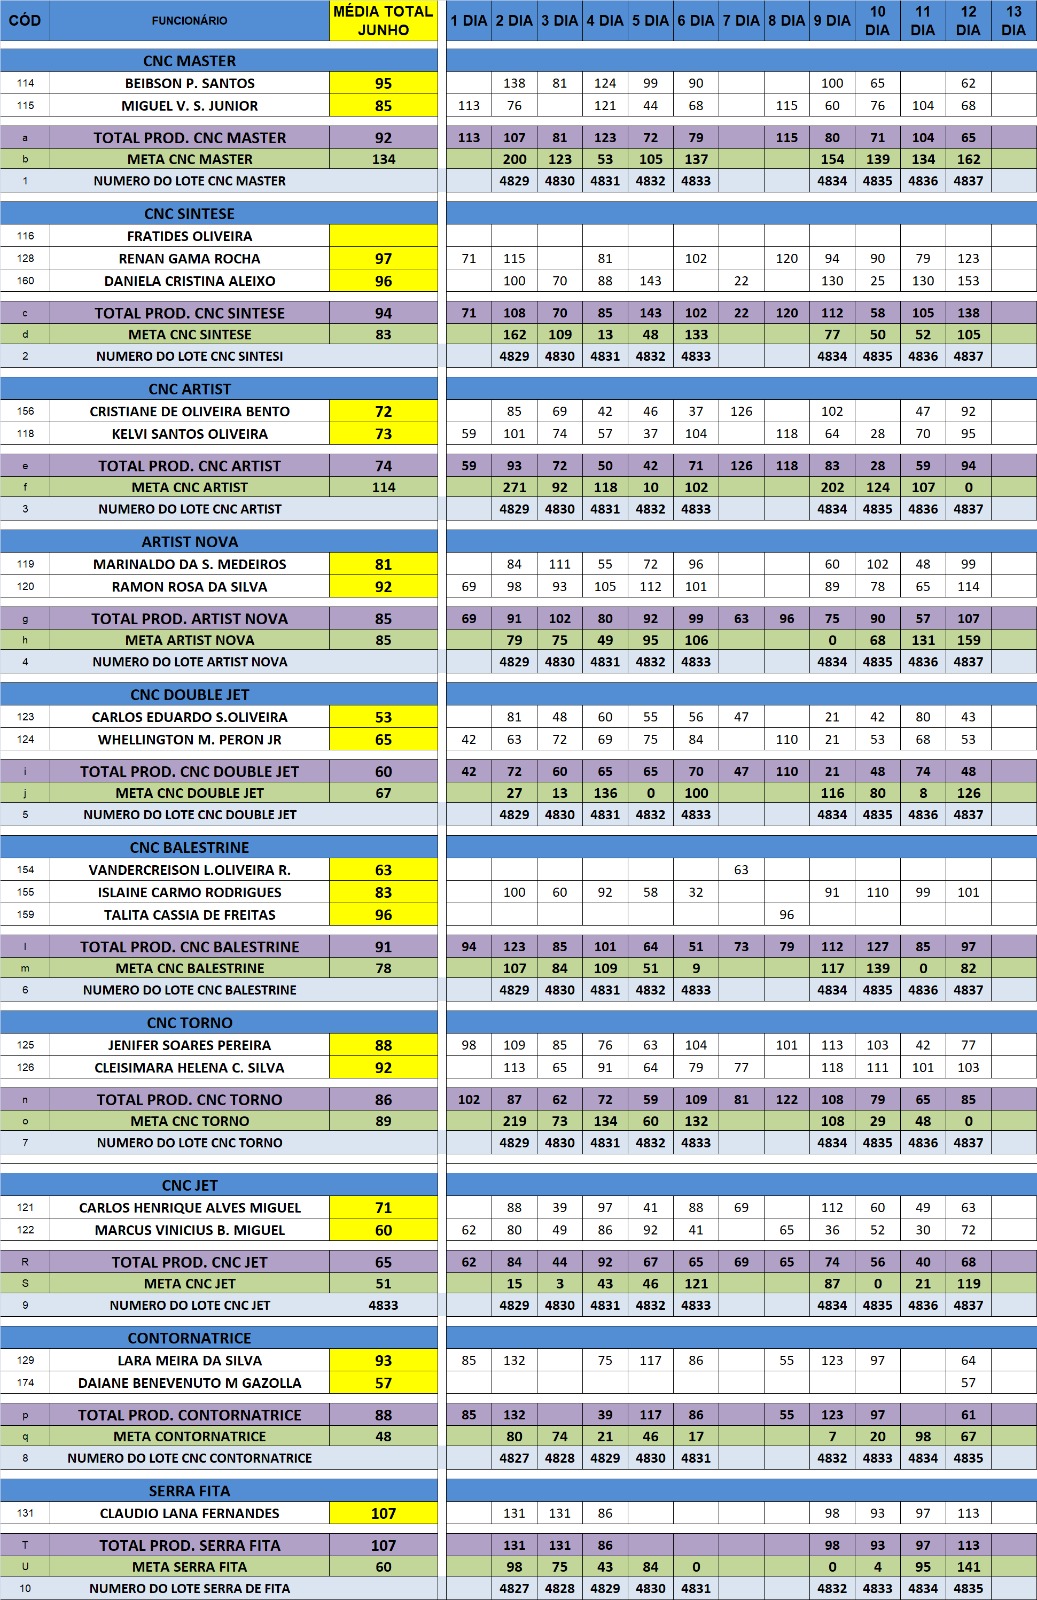 CÓD FUNCIONÁRIO MÉDIA TOTAL JUNHO 1 DIA 2 DIA 3 DIA 4 DIA 5 DIA 6 DIA 7 DIA 8 DIA 9 DIA 10 DIA 11 DIA 12 DIA 13 DIA
CNC MASTER
114 BEIBSON P. SANTOS 95 138 81 124 99 90 100 65 62
115 MIGUEL V. S. JUNIOR 85 113 76 121 44 68 115 60 76 104 68
a TOTAL PROD. CNC MASTER 92 113 107 81 123 72 79 115 80 71 104 65
b META CNC MASTER 134 200 123 53 105 137 154 139 134 162
1 NUMERO DO LOTE CNC MASTER 4829 4830 4831 4832 4833 4834 4835 4836 4837
CNC SINTESE
116 FRATIDES OLIVEIRA
128 RENAN GAMA ROCHA 97 71 115 81 102 120 94 90 79 123
160 DANIELA CRISTINA ALEIXO 96 100 70 88 143 22 130 25 130 153
c TOTAL PROD. CNC SINTESE 94 71 108 70 85 143 102 22 120 112 58 105 138
d META CNC SINTESE 83 162 109 13 48 133 77 50 52 105
2 NUMERO DO LOTE CNC SINTESI 4829 4830 4831 4832 4833 4834 4835 4836 4837
CNC ARTIST
156 CRISTIANE DE OLIVEIRA BENTO 72 85 69 42 46 37 126 102 47 92
118 KELVI SANTOS OLIVEIRA 73 59 101 74 57 37 104 118 64 28 70 95
e TOTAL PROD. CNC ARTIST 74 59 93 72 50 42 71 126 118 83 28 59 94
f META CNC ARTIST 114 271 92 118 10 102 202 124 107 0
3 NUMERO DO LOTE CNC ARTIST 4829 4830 4831 4832 4833 4834 4835 4836 4837
ARTIST NOVA
119 MARINALDO DA S. MEDEIROS 81 84 111 55 72 96 60 102 48 99
120 RAMON ROSA DA SILVA 92 69 98 93 105 112 101 89 78 65 114
g TOTAL PROD. ARTIST NOVA 85 69 91 102 80 92 99 63 96 75 90 57 107
h META ARTIST NOVA 85 79 75 49 95 106 0 68 131 159
4 NUMERO DO LOTE ARTIST NOVA 4829 4830 4831 4832 4833 4834 4835 4836 4837
CNC DOUBLE JET
123 CARLOS EDUARDO S.OLIVEIRA 53 81 48 60 55 56 47 21 42 80 43
124 WHELLINGTON M. PERON JR 65 42 63 72 69 75 84 110 21 53 68 53
i TOTAL PROD. CNC DOUBLE JET 60 42 72 60 65 65 70 47 110 21 48 74 48
j META CNC DOUBLE JET 67 27 13 136 0 100 116 80 8 126
5 NUMERO DO LOTE CNC DOUBLE JET 4829 4830 4831 4832 4833 4834 4835 4836 4837
CNC BALESTRINE
154 VANDERCREISON L.OLIVEIRA R. 63 63
155 ISLAINE CARMO RODRIGUES 83 100 60 92 58 32 91 110 99 101
159 TALITA CASSIA DE FREITAS 96 96
l TOTAL PROD. CNC BALESTRINE 91 94 123 85 101 64 51 73 79 112 127 85 97
m META CNC BALESTRINE 78 107 84 109 51 9 117 139 0 82
6 NUMERO DO LOTE CNC BALESTRINE 4829 4830 4831 4832 4833 4834 4835 4836 4837
CNC TORNO
125 JENIFER SOARES PEREIRA 88 98 109 85 76 63 104 101 113 103 42 77
126 CLEISIMARA HELENA C. SILVA 92 113 65 91 64 79 77 118 111 101 103
n TOTAL PROD. CNC TORNO 86 102 87 62 72 59 109 81 122 108 79 65 85
o META CNC TORNO 89 219 73 134 60 132 108 29 48 0
7 NUMERO DO LOTE CNC TORNO 4829 4830 4831 4832 4833 4834 4835 4836 4837
CNC JET
121 CARLOS HENRIQUE ALVES MIGUEL 71 88 39 97 41 88 69 112 60 49 63
122 MARCUS VINICIUS B. MIGUEL 60 62 80 49 86 92 41 65 36 52 30 72
R TOTAL PROD. CNC JET 65 62 84 44 92 67 65 69 65 74 56 40 68
S META CNC JET 51 15 3 43 46 121 87 0 21 119
9 NUMERO DO LOTE CNC JET 4833 4829 4830 4831 4832 4833 4834 4835 4836 4837
CONTORNATRICE
129 LARA MEIRA DA SILVA 93 85 132 75 117 86 55 123 97 64
174 DAIANE BENEVENUTO M GAZOLLA 57 57
p TOTAL PROD. CONTORNATRICE 88 85 132 39 117 86 55 123 97 61
q META CONTORNATRICE 48 80 74 21 46 17 7 20 98 67
8 NUMERO DO LOTE CNC CONTORNATRICE 4827 4828 4829 4830 4831 4832 4833 4834 4835
SERRA FITA
131 CLAUDIO LANA FERNANDES 107 131 131 86 98 93 97 113
T TOTAL PROD. SERRA FITA 107 131 131 86 98 93 97 113
U META SERRA FITA 60 98 75 43 84 0 0 4 95 141
10 NUMERO DO LOTE SERRA DE FITA 4827 4828 4829 4830 4831 4832 4833 4834 4835